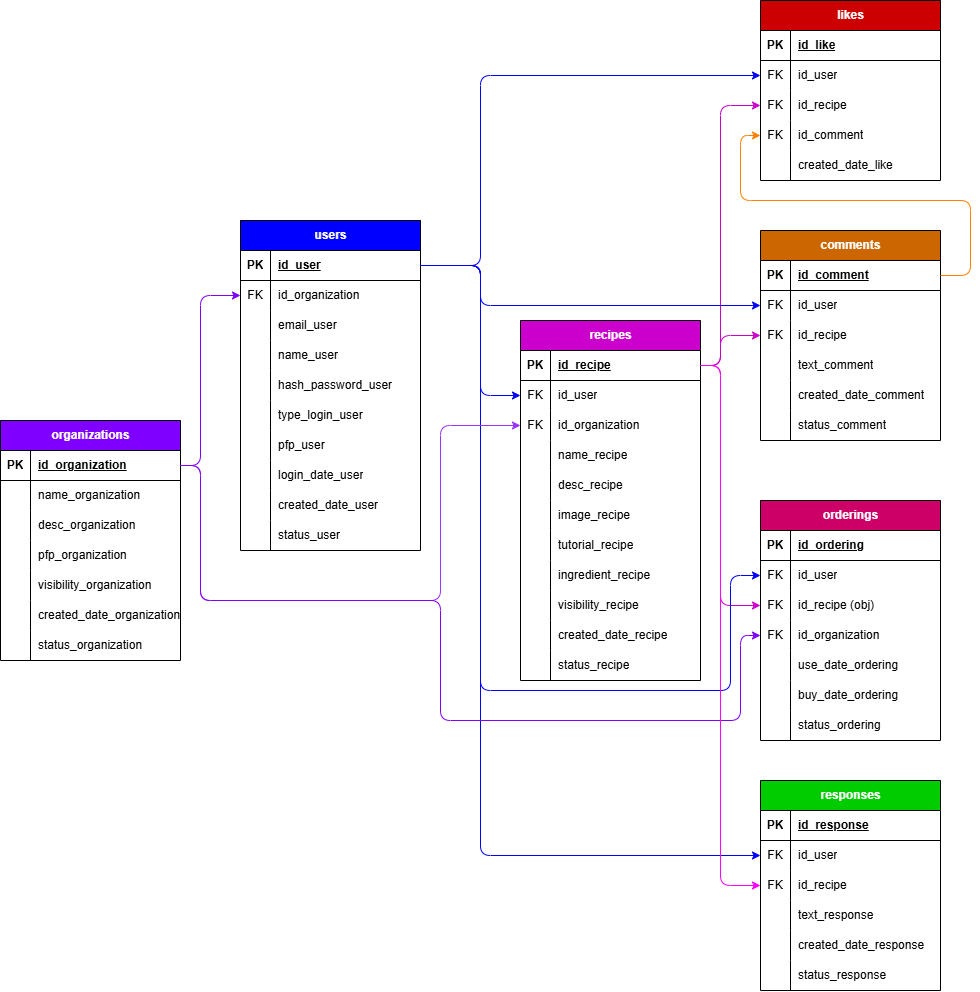 likes
PK id_like
FK id_user
FK id_recipe
FK id_comment
created_date_like
users
PK id_user
FK id_organization
email_user
name_user
hash_password_user
type_login_user
pfp_user
login_date_user
created_date_user
status_user
comments
PK id_comment
FK id_user
FK id_recipe
text_comment
created_date_comment
status_comment
recipes
PK id_recipe
FK id_user
FK id_organization
name_recipe
desc_recipe
image_recipe
tutorial_recipe
ingredient_recipe
visibility_recipe
created_date_recipe
status_recipe
organizations
PK id_organization
name_organization
desc_organization
pfp_organization
visibility_organization
created_date_organization
status_organization
orderings
PK id_ordering
FK id_user
FK id_recipe (obj)
FK id_organization
use_date_ordering
buy_date_ordering
status_ordering
responses
PK id_response
FK id_user
FK id_recipe
text_response
created_date_response
status_response